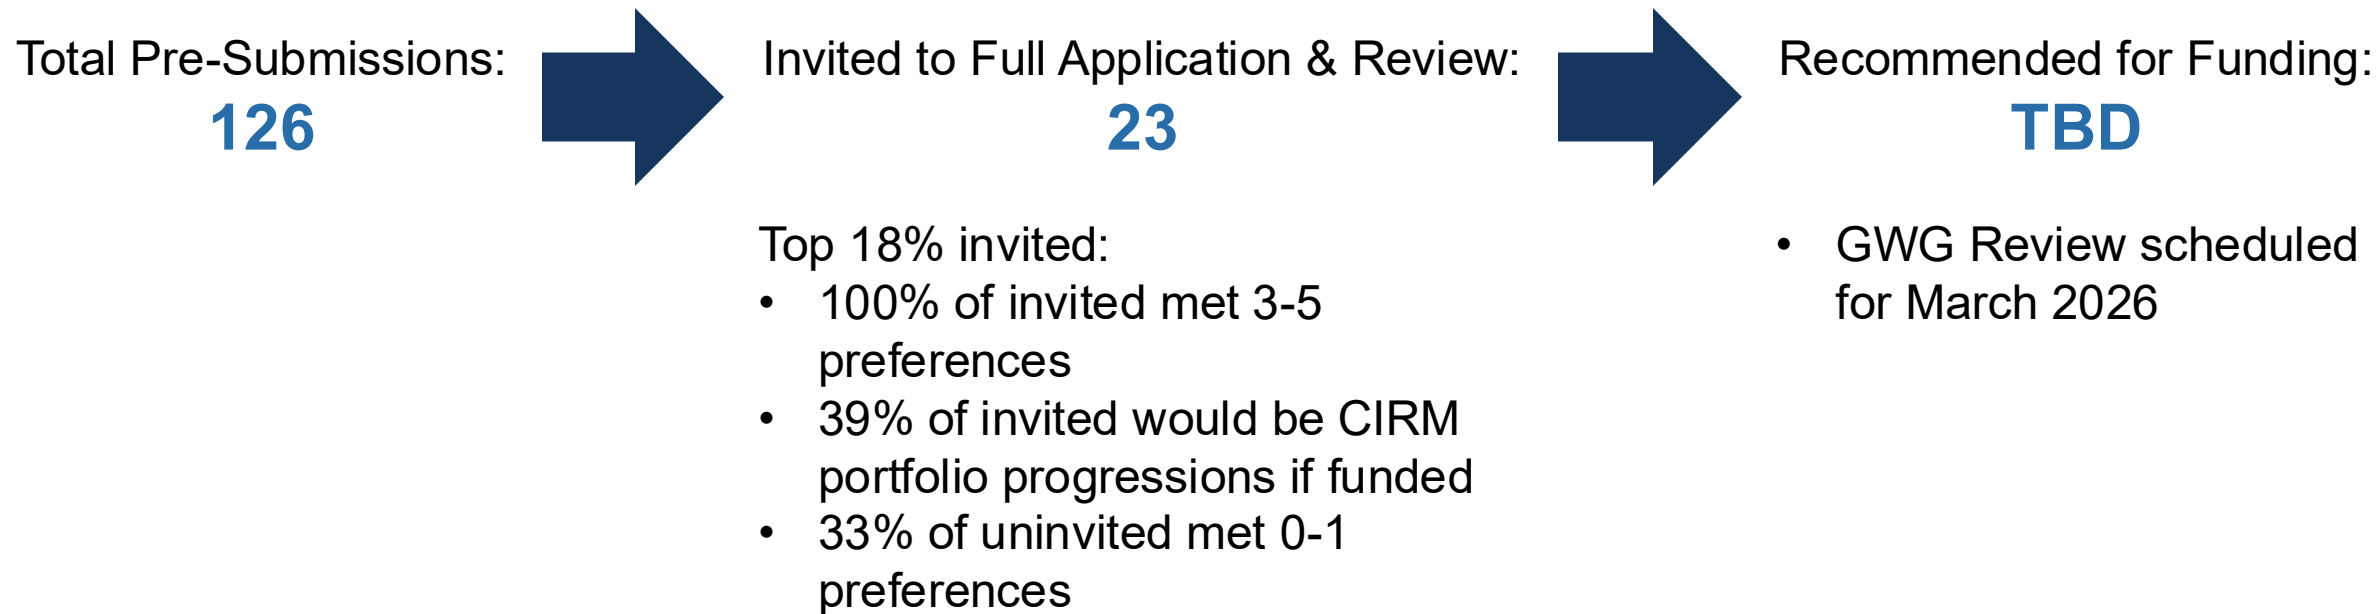 Total Pre-Submissions:
126
Invited to Full Application & Review:
23
Recommended for Funding:
TBD
Top 18% invited:
• 100% of invited met 3-5
preferences
• 39% of invited would be CIRM
portfolio progressions if funded
• 33% of uninvited met 0-1
preferences
• GWG Review scheduled
for March 2026